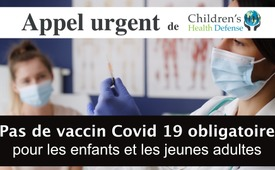 Appel urgent de Children's
Health Defense
Pas de vaccin Covid 19 obligatoire
pour les enfants et les jeunes adultes